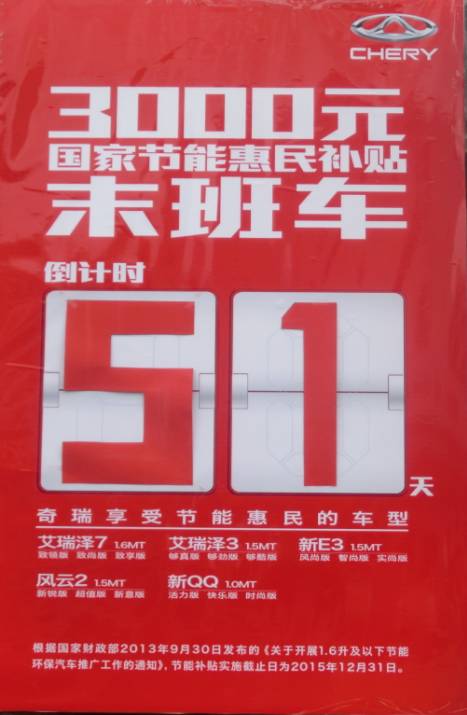 CHERY
3000元
国家节能惠民补贴
末班车
倒计时
51天
奇瑞享受节能惠民的车型
艾瑞泽7 1.6MT 艾瑞泽3 1.5MT 新E3 1.5MT
致领版 致尚版 致享版 够真版 够劲版 够酷版 风尚版 智尚版 实尚版
风云2 1.5MT 新QQ 1.0MT
新锐版 超值版 新意版 活力版 快乐版 时尚版
根据国家财政部2013年9月30日发布的《关于开展1.6升及以下节能
环保汽车推广工作的通知》，节能补贴实施截止日为2015年12月31日。